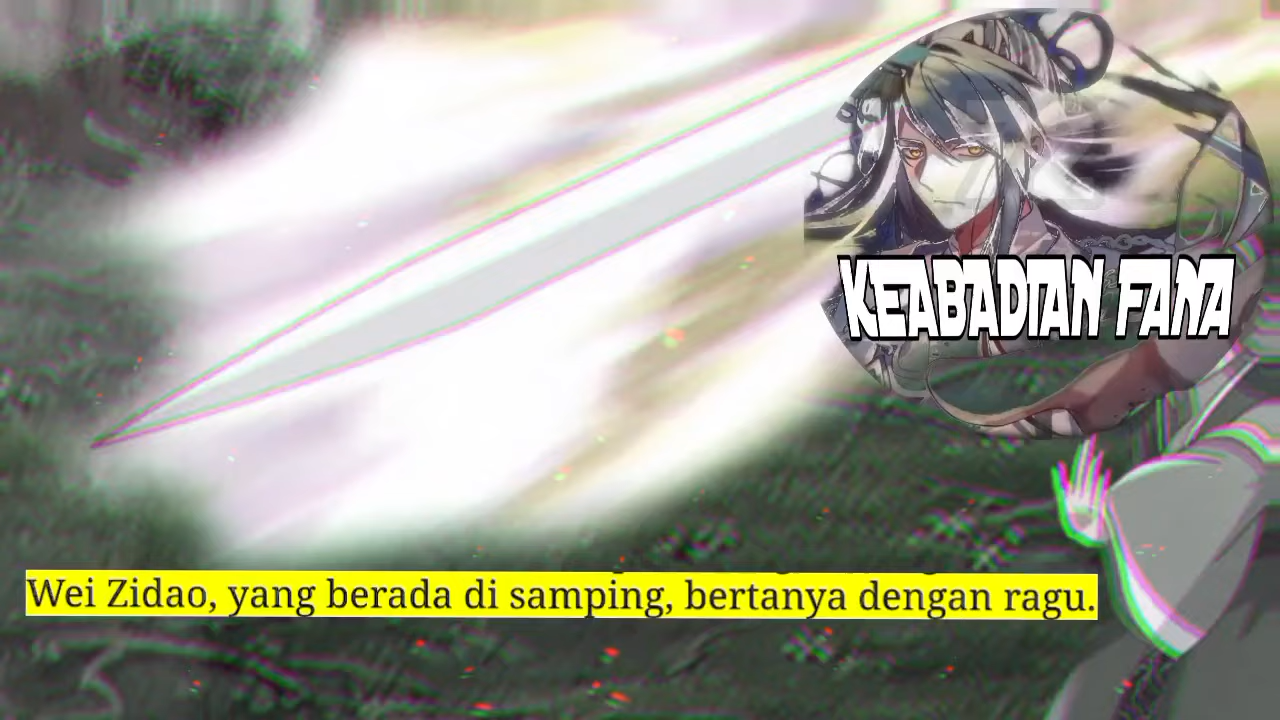 KEABADIAN FANA
Wei Zidao, yang berada di samping, bertanya dengan ragu.